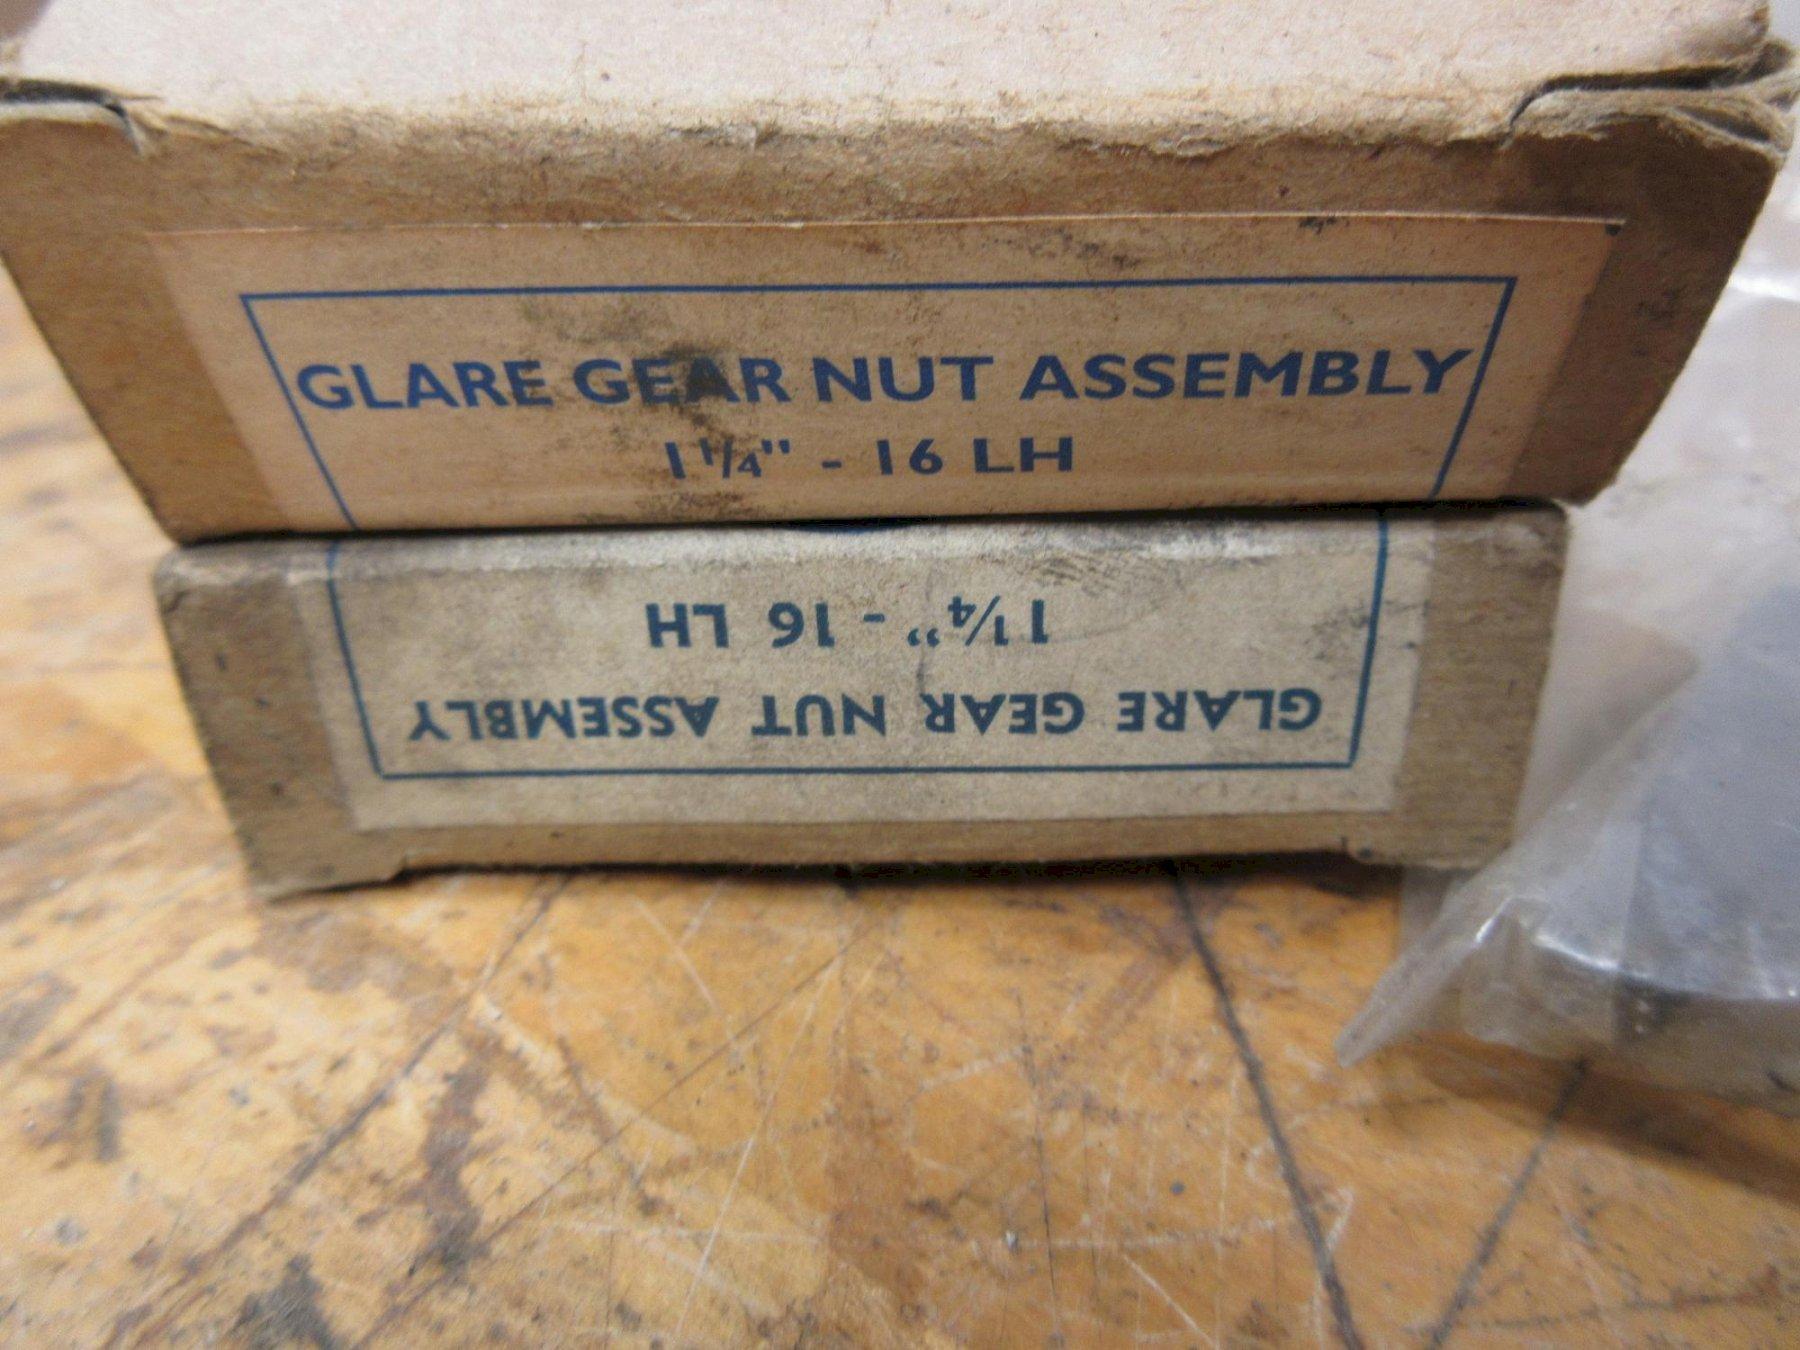 GLARE GEAR NUT ASSEMBLY
1 1/4" - 16 LH
GLARE GEAR NUT ASSEMBLY
1 1/4” - 16 LH